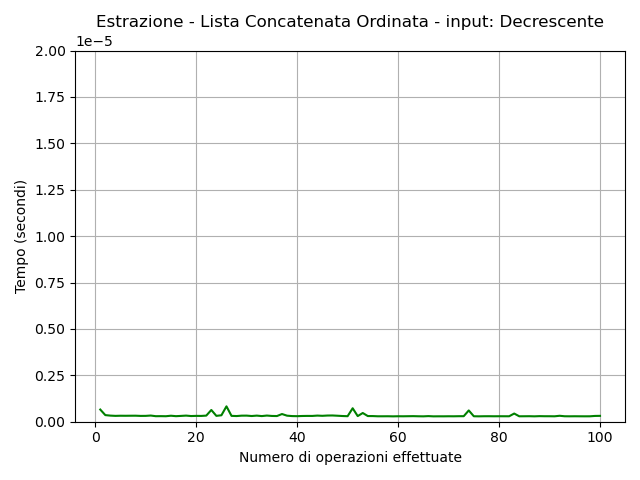 Estrazione - Lista Concatenata Ordinata - input: Decrescente
1e−5
2.00
1.75
1.50
1.25
1.00
0.75
0.50
0.25
0.00
Tempo (secondi)
0 20 40 60 80 100
Numero di operazioni effettuate